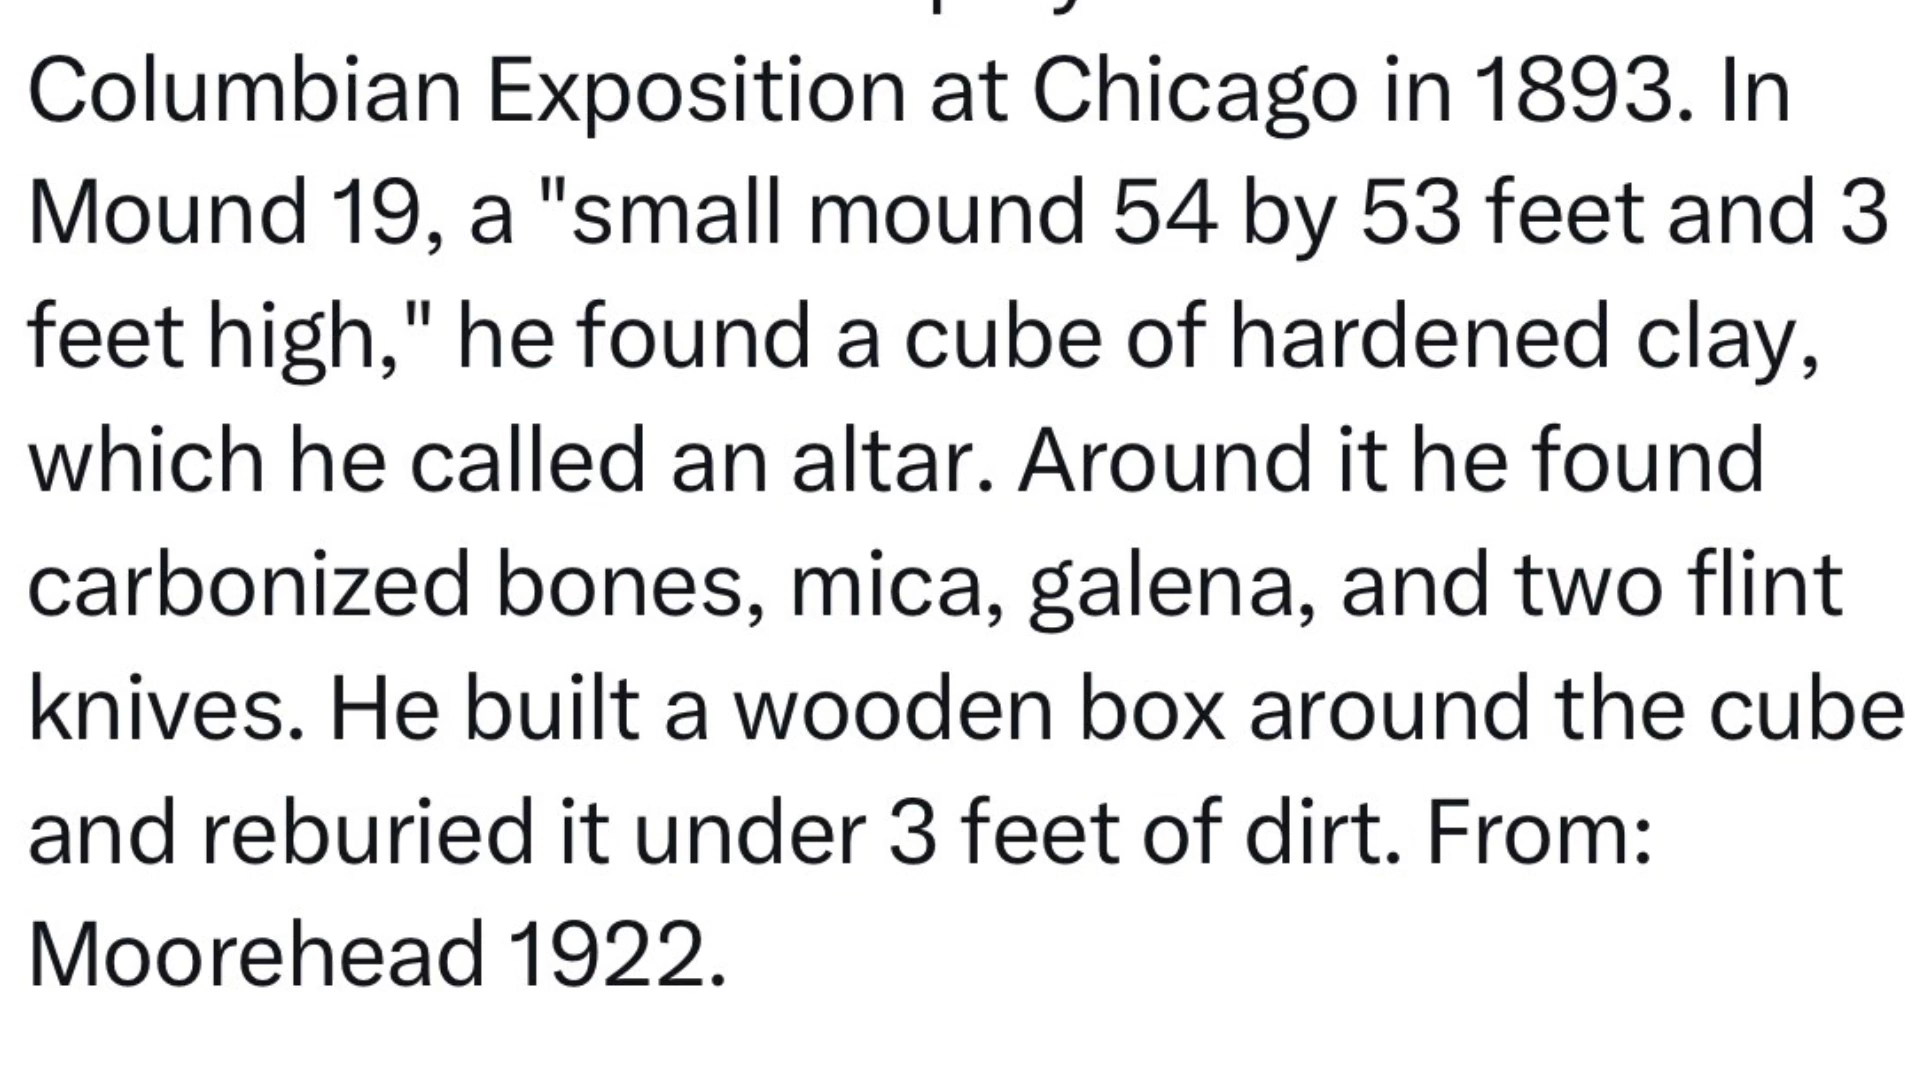 Columbian Exposition at Chicago in 1893. In
Mound 19, a "small mound 54 by 53 feet and 3
feet high," he found a cube of hardened clay,
which he called an altar. Around it he found
carbonized bones, mica, galena, and two flint
knives. He built a wooden box around the cube
and reburied it under 3 feet of dirt. From:
Moorehead 1922.